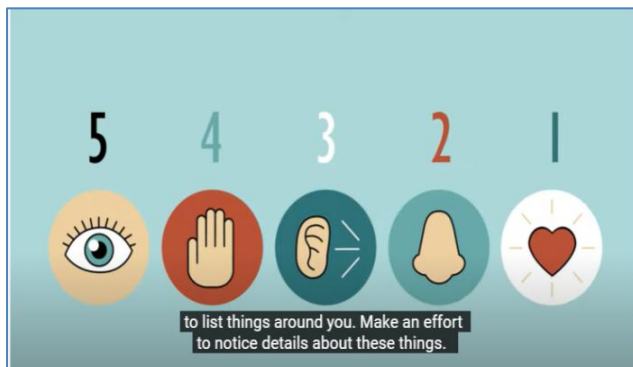 5 4 3 2 1
to list things around you. Make an effort
to notice details about these things.